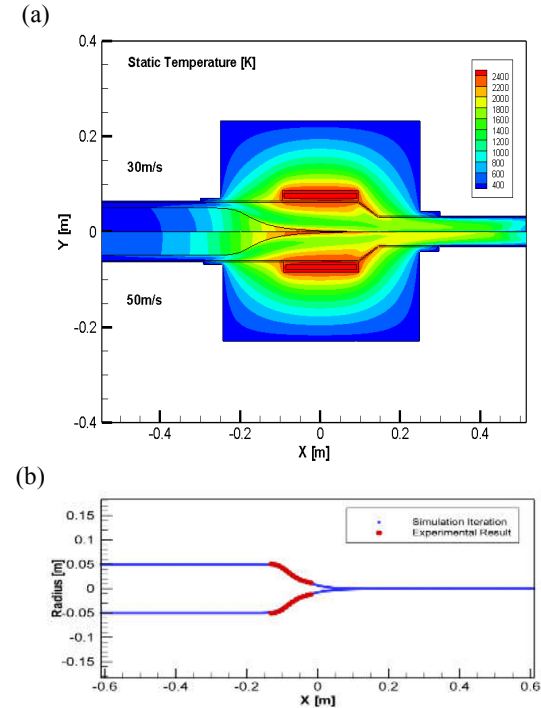 (a)
0.4
Static Temperature [K]
2400
2200
2000
1800
1600
1400
1200
1000
800
600
400
0.2
30m/s
Y [m]
0
50m/s
-0.2
-0.4
-0.4 -0.2 0 0.2 0.4
X [m]
(b)
0.15
Simulation Iteration
Experimental Result
0.1
0.05
Radius [m]
0
-0.05
-0.1
-0.15
-0.6 -0.4 -0.2 0 0.2 0.4 0.6
X [m]